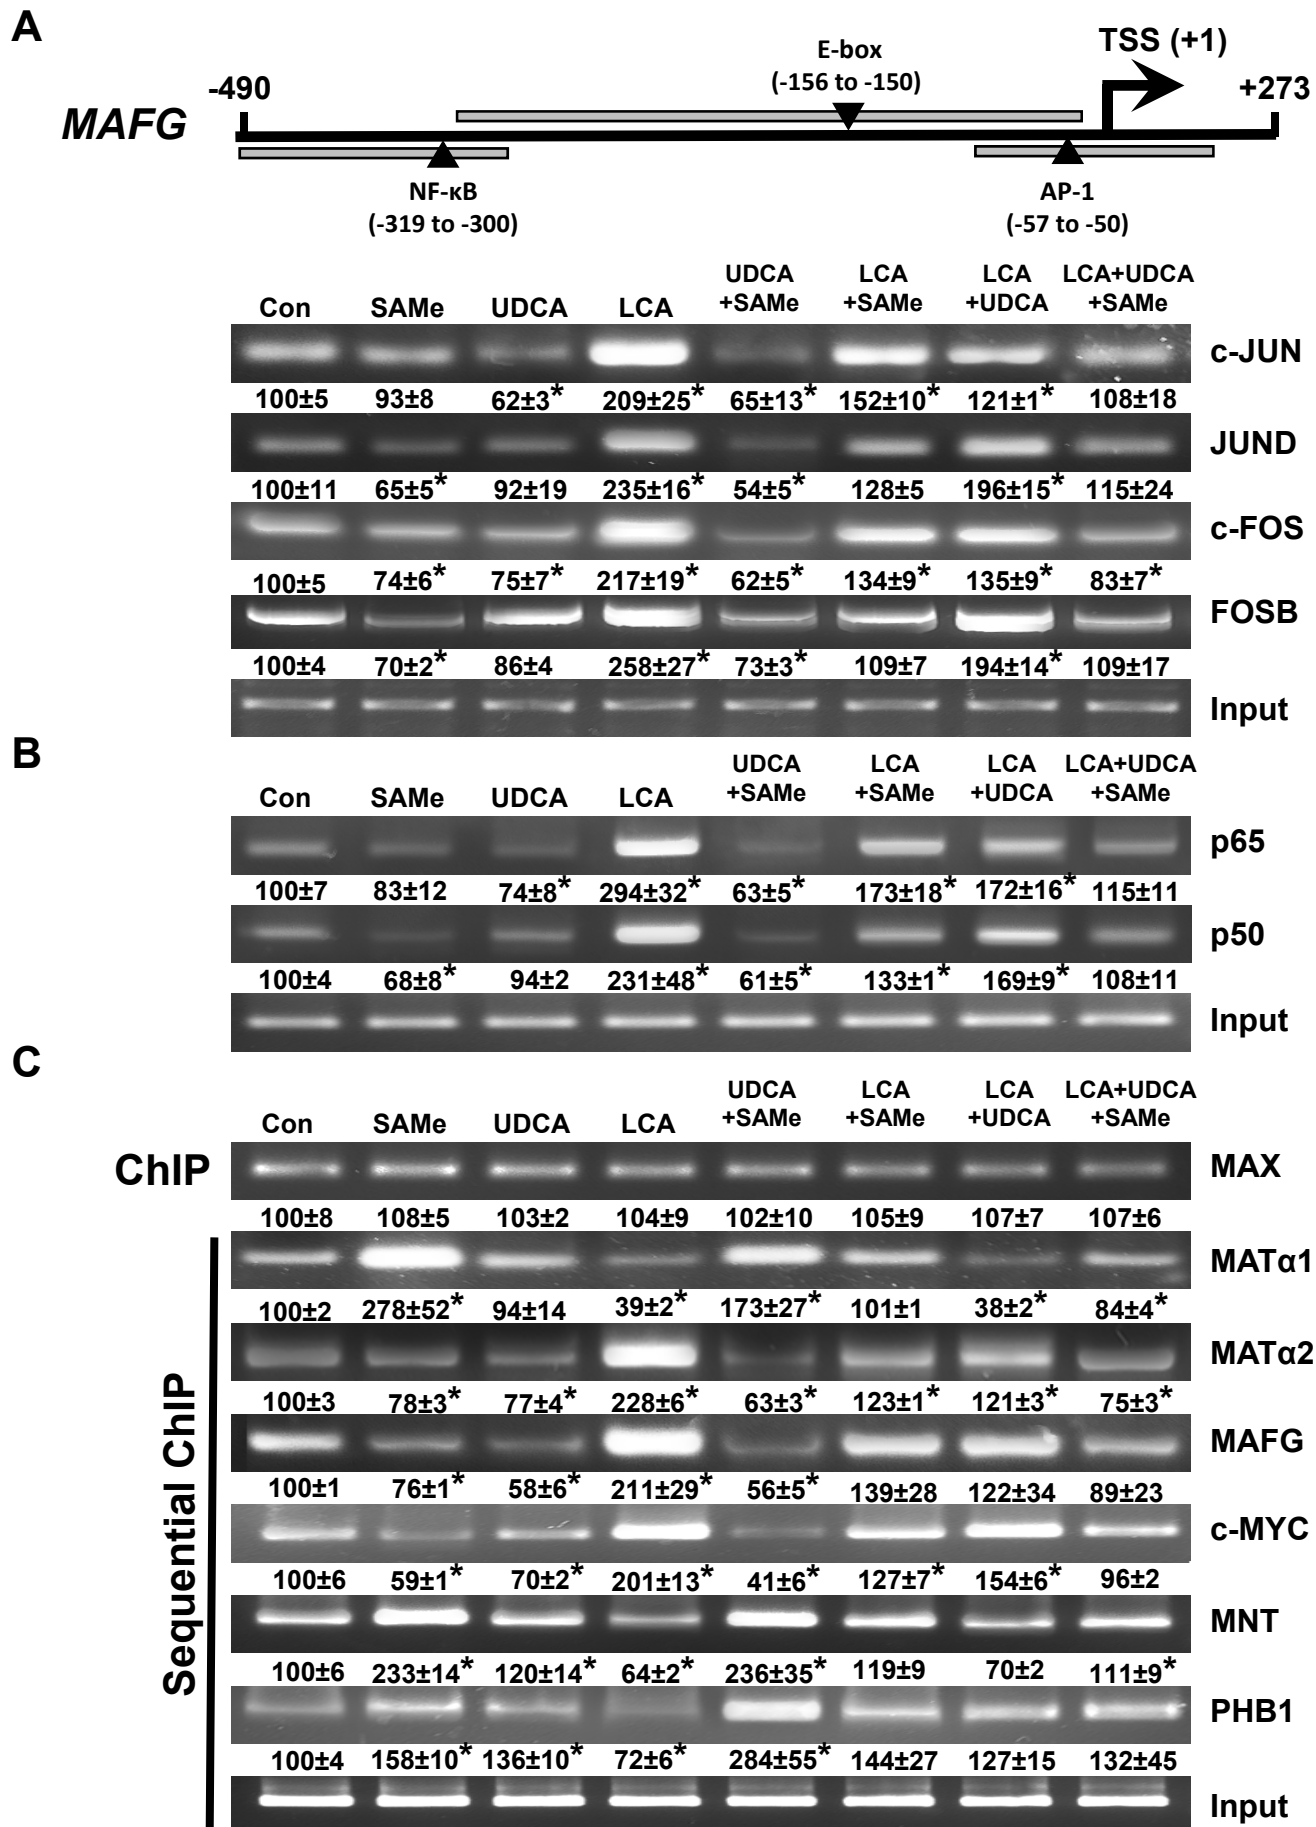 A
TSS (+1)
E-box
(-156 to -150)
-490
+273
MAFG
NF-κB
(-319 to -300)
AP-1
(-57 to -50)
Con SAMe UDCA LCA UDCA +SAMe LCA +SAMe LCA +UDCA LCA+UDCA +SAMe
c-JUN
100±5 93±8 62±3* 209±25* 65±13* 152±10* 121±1* 108±18
JUND
100±11 65±5* 92±19 235±16* 54±5* 128±5 196±15* 115±24
c-FOS
100±5 74±6* 75±7* 217±19* 62±5* 134±9* 135±9* 83±7*
FOSB
100±4 70±2* 86±4 258±27* 73±3* 109±7 194±14* 109±17
Input
B
Con SAMe UDCA LCA UDCA +SAMe LCA +SAMe LCA +UDCA LCA+UDCA +SAMe
p65
100±7 83±12 74±8* 294±32* 63±5* 173±18* 172±16* 115±11
p50
100±4 68±8* 94±2 231±48* 61±5* 133±1* 169±9* 108±11
Input
C
Con SAMe UDCA LCA UDCA +SAMe LCA +SAMe LCA +UDCA LCA+UDCA +SAMe
ChIP
MAX
100±8 108±5 103±2 104±9 102±10 105±9 107±7 107±6
Sequential ChIP
MATα1
100±2 278±52* 94±14 39±2* 173±27* 101±1 38±2* 84±4*
MATα2
100±3 78±3* 77±4* 228±6* 63±3* 123±1* 121±3* 75±3*
MAFG
100±1 76±1* 58±6* 211±29* 56±5* 139±28 122±34 89±23
c-MYC
100±6 59±1* 70±2* 201±13* 41±6* 127±7* 154±6* 96±2
MNT
100±6 233±14* 120±14* 64±2* 236±35* 119±9 70±2 111±9*
PHB1
100±4 158±10* 136±10* 72±6* 284±55* 144±27 127±15 132±45
Input